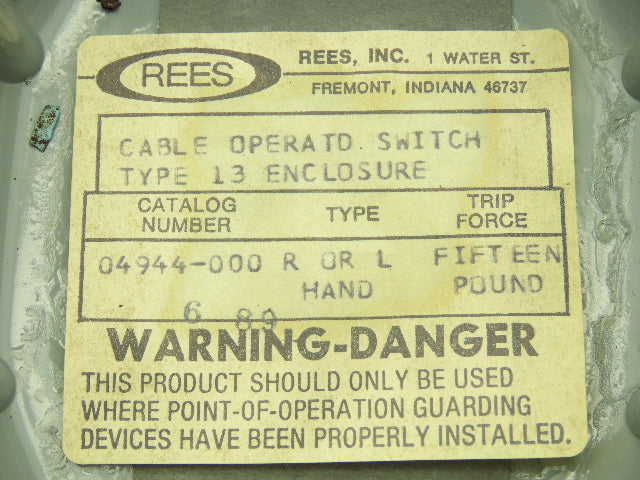 REES
REES, INC. 1 WATER ST.
FREMONT, INDIANA 46737
CABLE OPERATD. SWITCH
TYPE 13 ENCLOSURE
CATALOG NUMBER TYPE TRIP FORCE
04944-000 R OR L FIFTEEN
HAND POUND
6 89
WARNING-DANGER
THIS PRODUCT SHOULD ONLY BE USED
WHERE POINT-OF-OPERATION GUARDING
DEVICES HAVE BEEN PROPERLY INSTALLED.